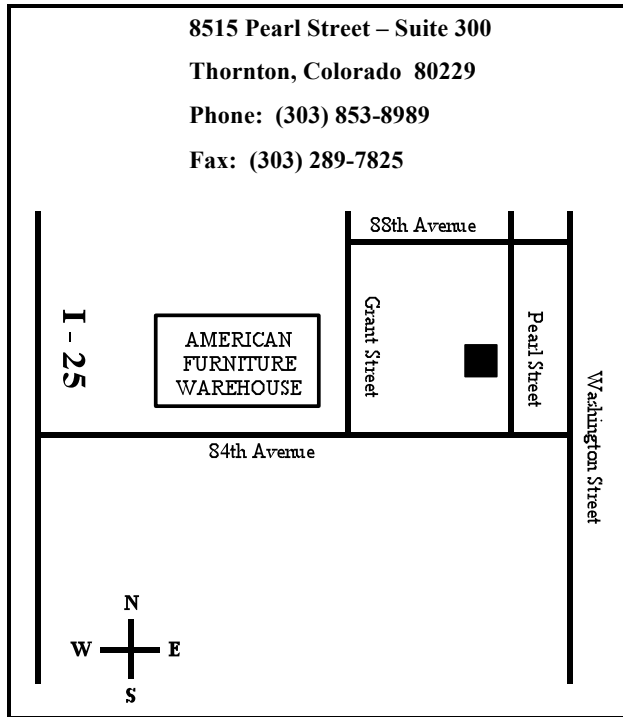 8515 Pearl Street – Suite 300
Thornton, Colorado  80229
Phone:  (303) 853-8989
Fax:  (303) 289-7825
88th Avenue
I - 25
AMERICAN
FURNITURE
WAREHOUSE
Grant Street
Pearl Street
Washington Street
84th Avenue
N
W
E
S